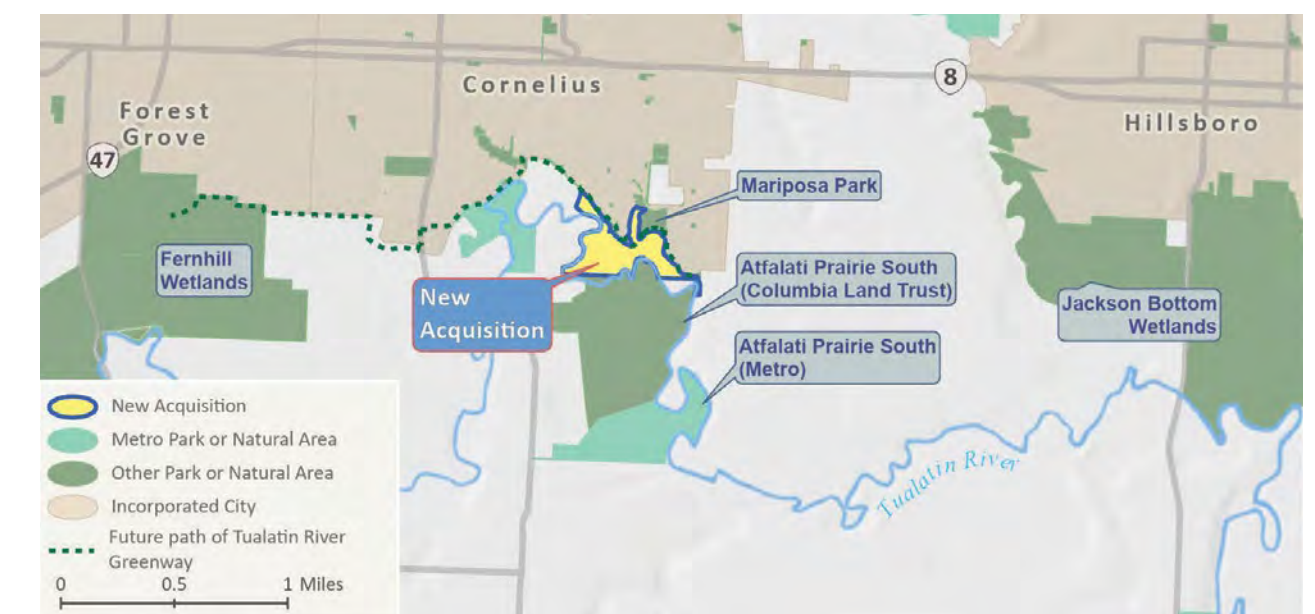 Forest
Grove
47
Cornelius
8
Hillsboro
Mariposa Park
Fernhill
Wetlands
New
Acquisition
Atfalati Prairie South
(Columbia Land Trust)
Jackson Bottom
Wetlands
Atfalati Prairie South
(Metro)
Tualatin River
New Acquisition
Metro Park or Natural Area
Other Park or Natural Area
Incorporated City
Future path of Tualatin River
Greenway
0 0.5 1 Miles